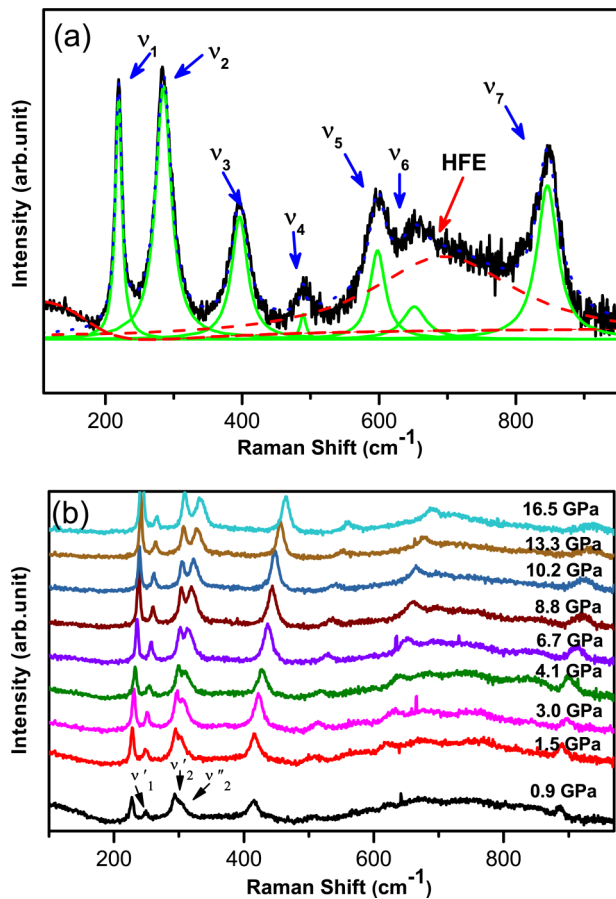 (a)
ν1
ν2
ν3
ν4
ν5
ν6
HFE
ν7
Intensity (arb.unit)
200 400 600 800
Raman Shift (cm-1)
(b)
16.5 GPa
13.3 GPa
10.2 GPa
8.8 GPa
6.7 GPa
4.1 GPa
3.0 GPa
1.5 GPa
0.9 GPa
ν'1 ν'2 ν"2
Intensity (arb.unit)
200 400 600 800
Raman Shift (cm-1)